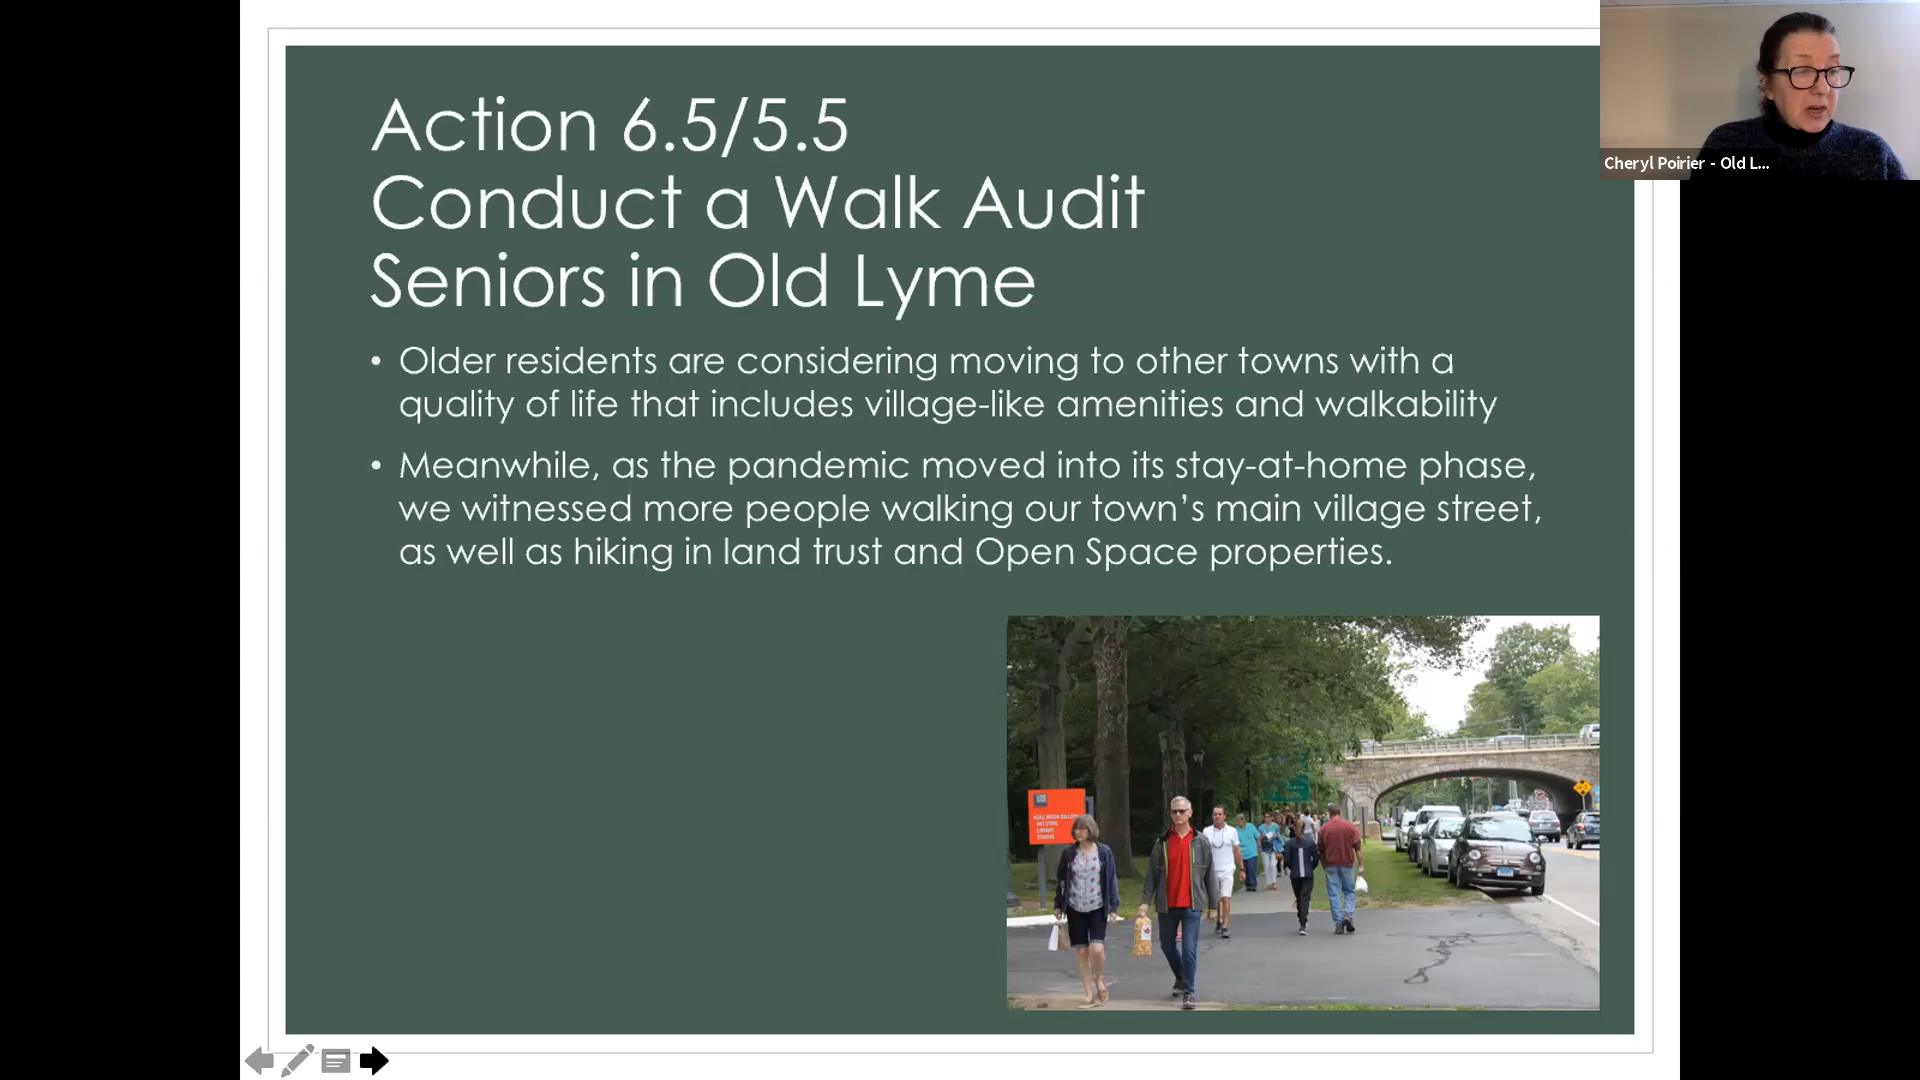 Action 6.5/5.5
Conduct a Walk Audit
Seniors in Old Lyme
Cheryl Poirier - Old L...
• Older residents are considering moving to other towns with a
quality of life that includes village-like amenities and walkability
• Meanwhile, as the pandemic moved into its stay-at-home phase,
we witnessed more people walking our town’s main village street,
as well as hiking in land trust and Open Space properties.